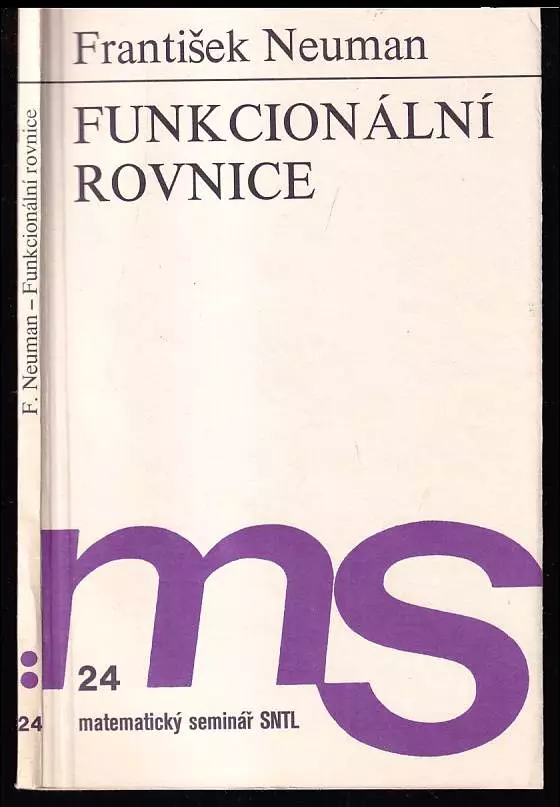 František Neuman
FUNKCIONÁLNÍ
ROVNICE
F. Neuman – Funkcionální rovnice
ms
24
24
matematický seminář SNTL